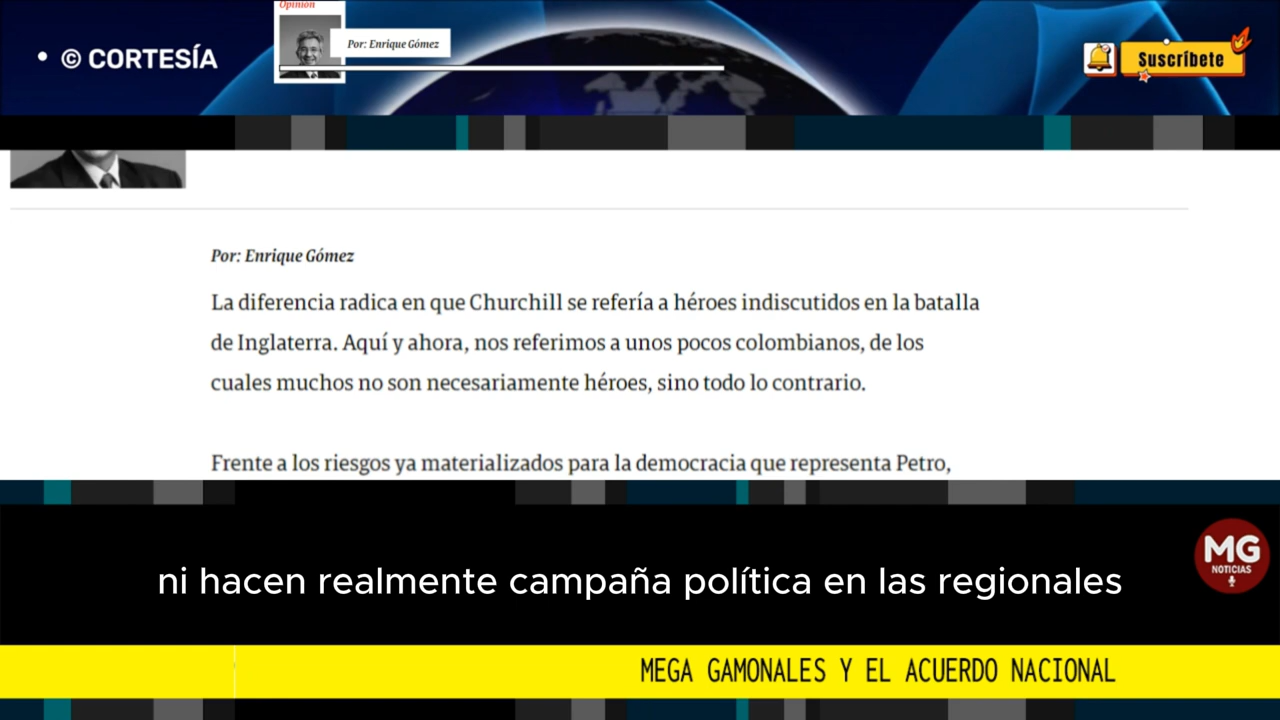 Opinión
Por: Enrique Gómez
• © CORTESÍA
Suscríbete
Por: Enrique Gómez
La diferencia radica en que Churchill se refería a héroes indiscutidos en la batalla
de Inglaterra. Aquí y ahora, nos referimos a unos pocos colombianos, de los
cuales muchos no son necesariamente héroes, sino todo lo contrario.
Frente a los riesgos ya materializados para la democracia que representa Petro,
ni hacen realmente campaña política en las regionales
MG
NOTICIAS
MEGA GAMONALES Y EL ACUERDO NACIONAL